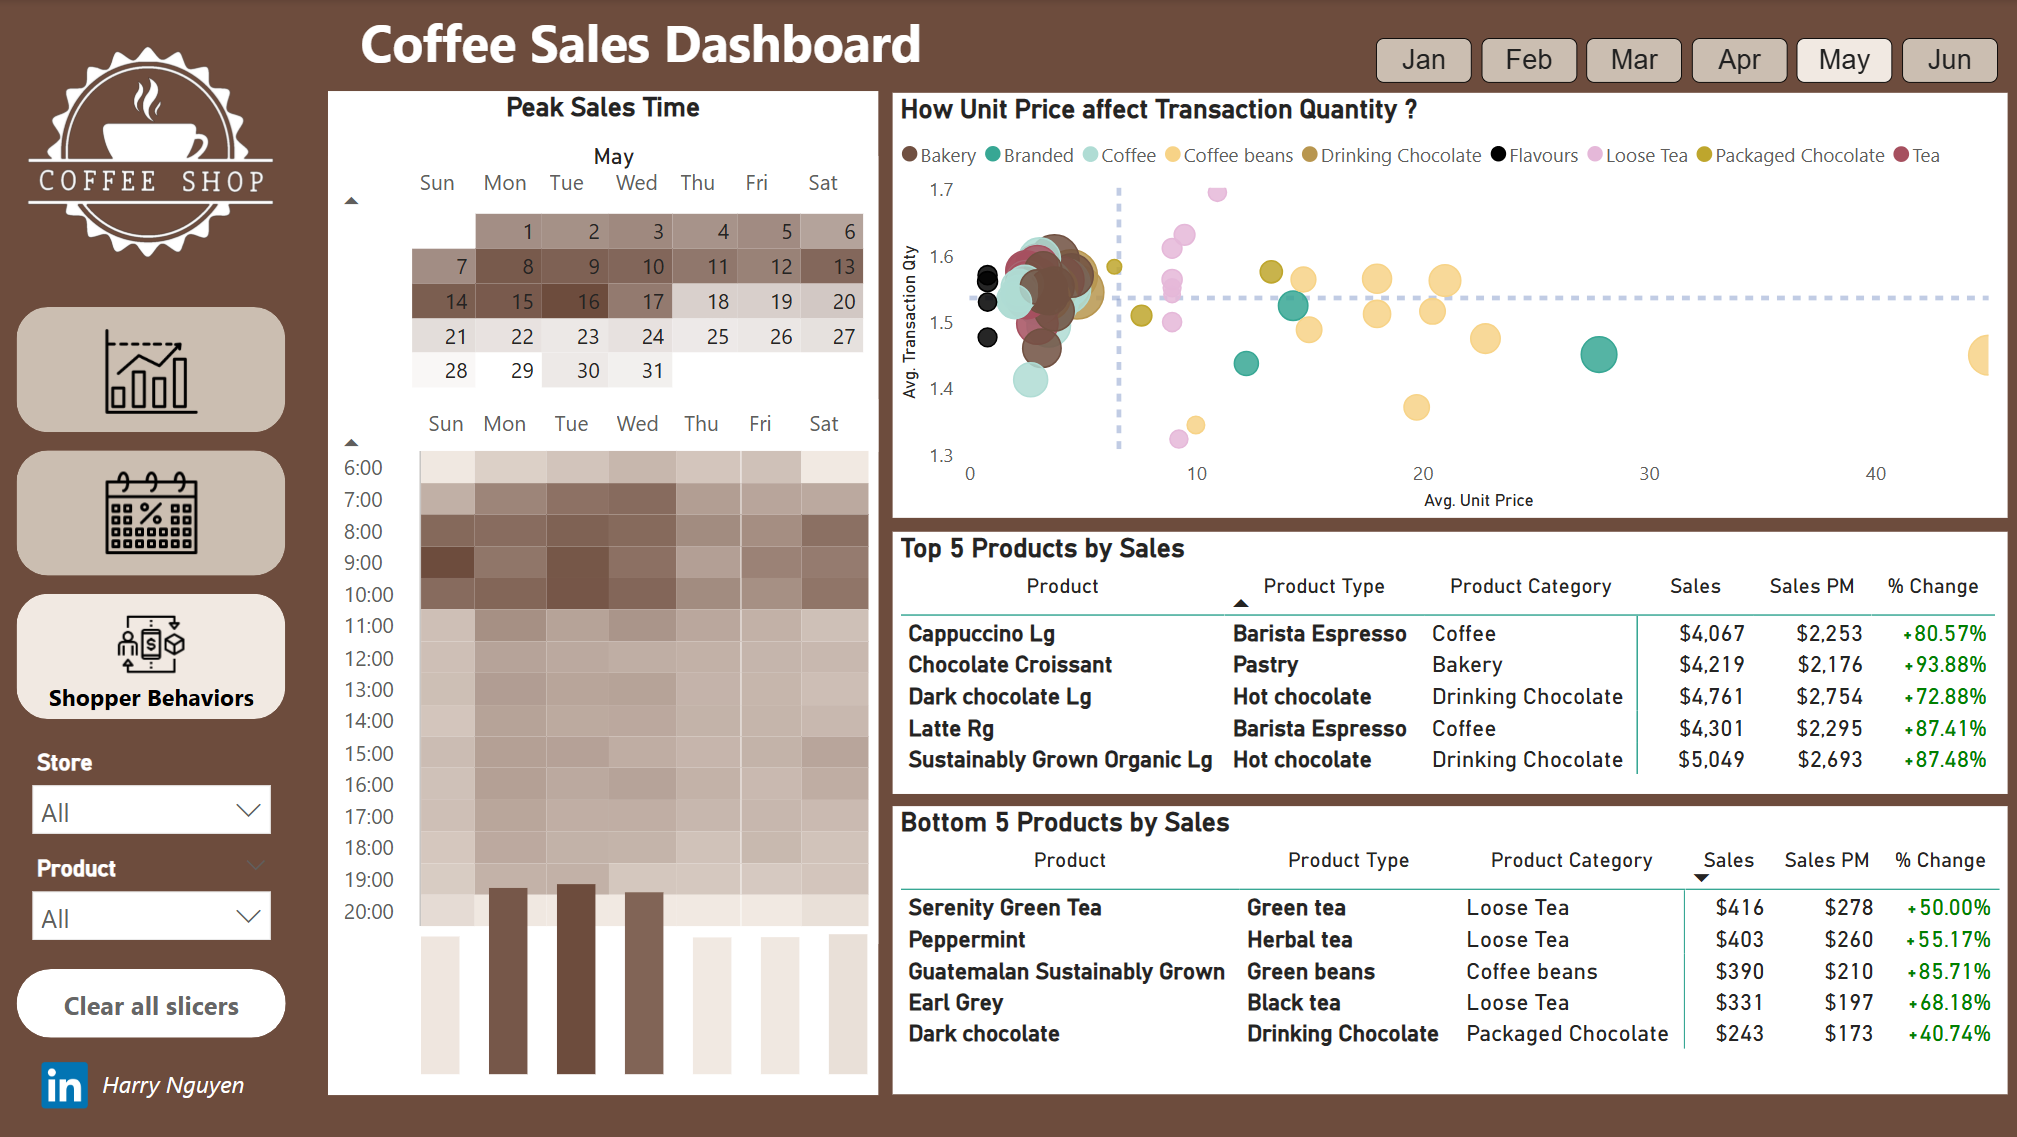 Coffee Sales Dashboard
Jan Feb Mar Apr May Jun
COFFEE SHOP
Shopper Behaviors
Store
All
Product
All
Clear all slicers
in Harry Nguyen
Peak Sales Time
May
Sun Mon Tue Wed Thu Fri Sat
1 2 3 4 5 6
7 8 9 10 11 12 13
14 15 16 17 18 19 20
21 22 23 24 25 26 27
28 29 30 31
Sun Mon Tue Wed Thu Fri Sat
6:00
7:00
8:00
9:00
10:00
11:00
12:00
13:00
14:00
15:00
16:00
17:00
18:00
19:00
20:00
How Unit Price affect Transaction Quantity ?
Bakery Branded Coffee Coffee beans Drinking Chocolate Flavours Loose Tea Packaged Chocolate Tea
Avg. Transaction Qty
1.7
1.6
1.5
1.4
1.3
0 10 20 30 40
Avg. Unit Price
Top 5 Products by Sales
Product Product Type Product Category Sales Sales PM % Change
Cappuccino Lg Barista Espresso Coffee $4,067 $2,253 +80.57%
Chocolate Croissant Pastry Bakery $4,219 $2,176 +93.88%
Dark chocolate Lg Hot chocolate Drinking Chocolate $4,761 $2,754 +72.88%
Latte Rg Barista Espresso Coffee $4,301 $2,295 +87.41%
Sustainably Grown Organic Lg Hot chocolate Drinking Chocolate $5,049 $2,693 +87.48%
Bottom 5 Products by Sales
Product Product Type Product Category Sales Sales PM % Change
Serenity Green Tea Green tea Loose Tea $416 $278 +50.00%
Peppermint Herbal tea Loose Tea $403 $260 +55.17%
Guatemalan Sustainably Grown Green beans Coffee beans $390 $210 +85.71%
Earl Grey Black tea Loose Tea $331 $197 +68.18%
Dark chocolate Drinking Chocolate Packaged Chocolate $243 $173 +40.74%